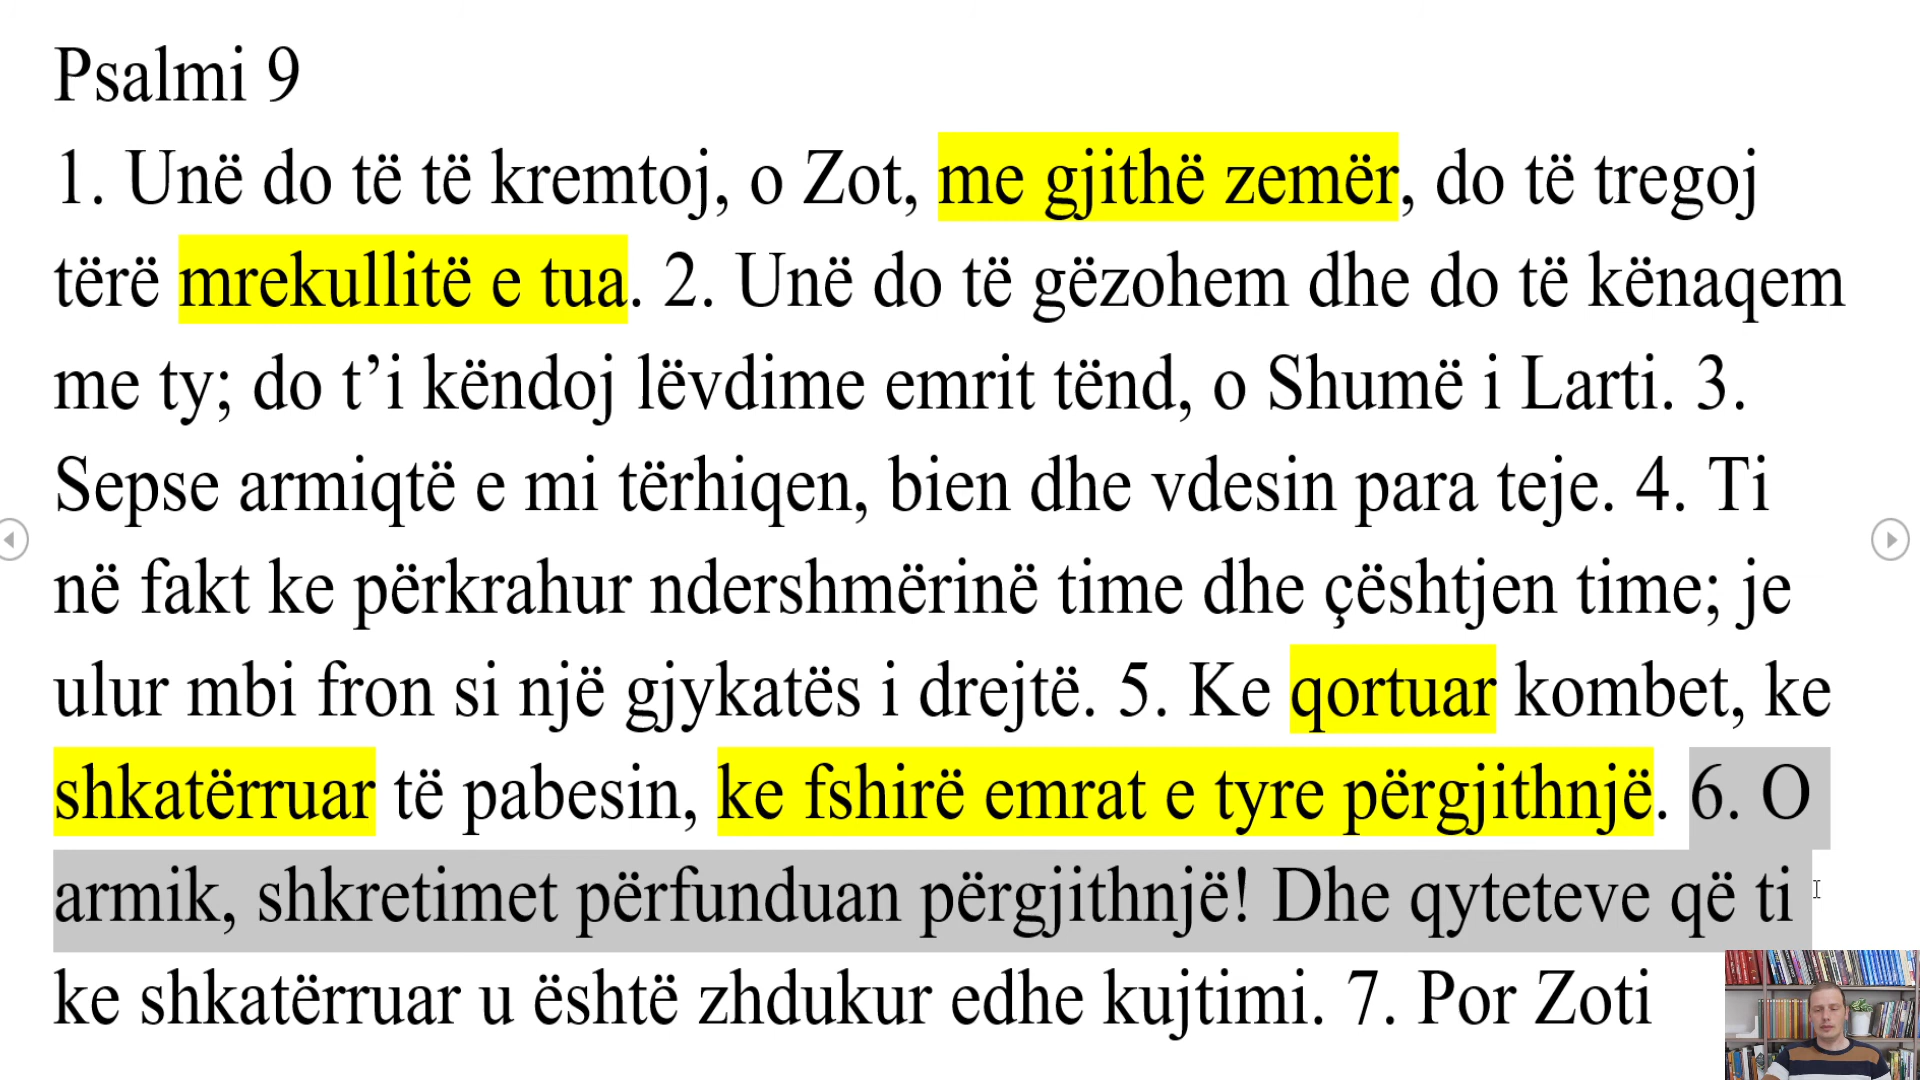 Psalmi 9
1. Unë do të të kremtoj, o Zot, me gjithë zemër, do të tregoj
tërë mrekullitë e tua. 2. Unë do të gëzohem dhe do të kënaqem
me ty; do t’i këndoj lëvdime emrit tënd, o Shumë i Larti. 3.
Sepse armiqtë e mi tërhiqen, bien dhe vdesin para teje. 4. Ti
në fakt ke përkrahur ndershmërinë time dhe çështjen time; je
ulur mbi fron si një gjykatës i drejtë. 5. Ke qortuar kombet, ke
shkatërruar të pabesin, ke fshirë emrat e tyre përgjithnjë. 6. O
armik, shkretimet përfunduan përgjithnjë! Dhe qyteteve që ti
ke shkatërruar u është zhdukur edhe kujtimi. 7. Por Zoti